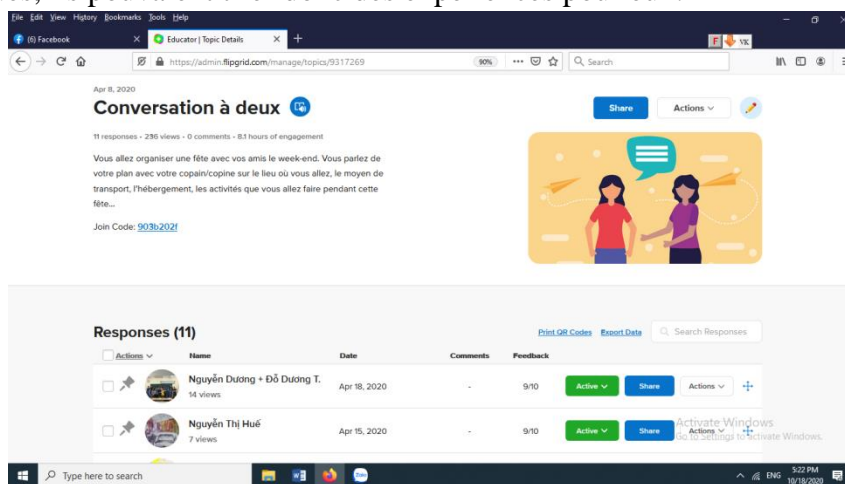 File Edit View History Bookmarks Tools Help
(6) Facebook × Educator | Topic Details × +
F VK
https://admin.flipgrid.com/manage/topics/9317269 90% Search
Apr 8, 2020
Conversation à deux
Share Actions
11 responses - 236 views - 0 comments - 8.1 hours of engagement
Vous allez organiser une fête avec vos amis le week-end. Vous parlez de
votre plan avec votre copain/copine sur le lieu où vous allez, le moyen de
transport, l'hébergement, les activités que vous allez faire pendant cette
fête...
Join Code: 903b202f
Responses (11)
Print QR Codes Export Data Search Responses
Actions Name Date Comments Feedback
Nguyễn Dương + Đỗ Dương T. Apr 18, 2020 - 9/10 Active Share Actions
14 views
Nguyễn Thị Huế Apr 15, 2020 - 9/10 Active Share Actions
7 views
Activate Windows
Go to Settings to activate Windows.
Type here to search
ENG 5:22 PM
10/18/2020